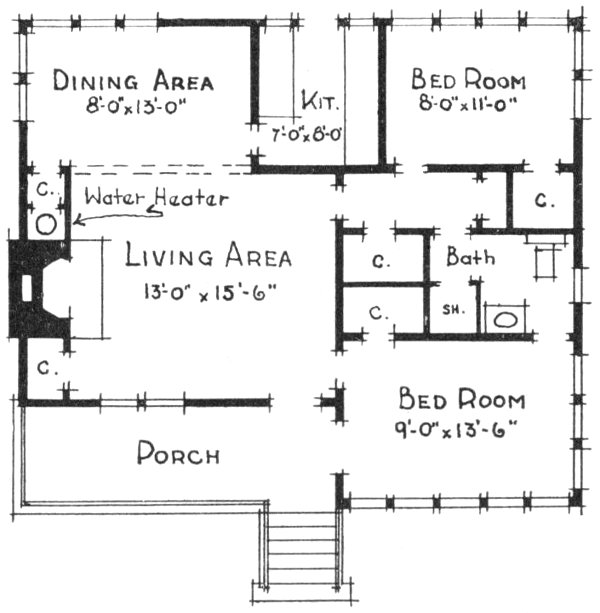 DINING AREA
8'-0" x 13'-0"
KIT.
7'-0" x 8'-0"
BED ROOM
8'-0" x 11'-0"
C.
Water Heater
C.
LIVING AREA
13'-0" x 15'-6"
C.
Bath
C.
SH.
C.
BED ROOM
9'-0" x 13'-6"
PORCH